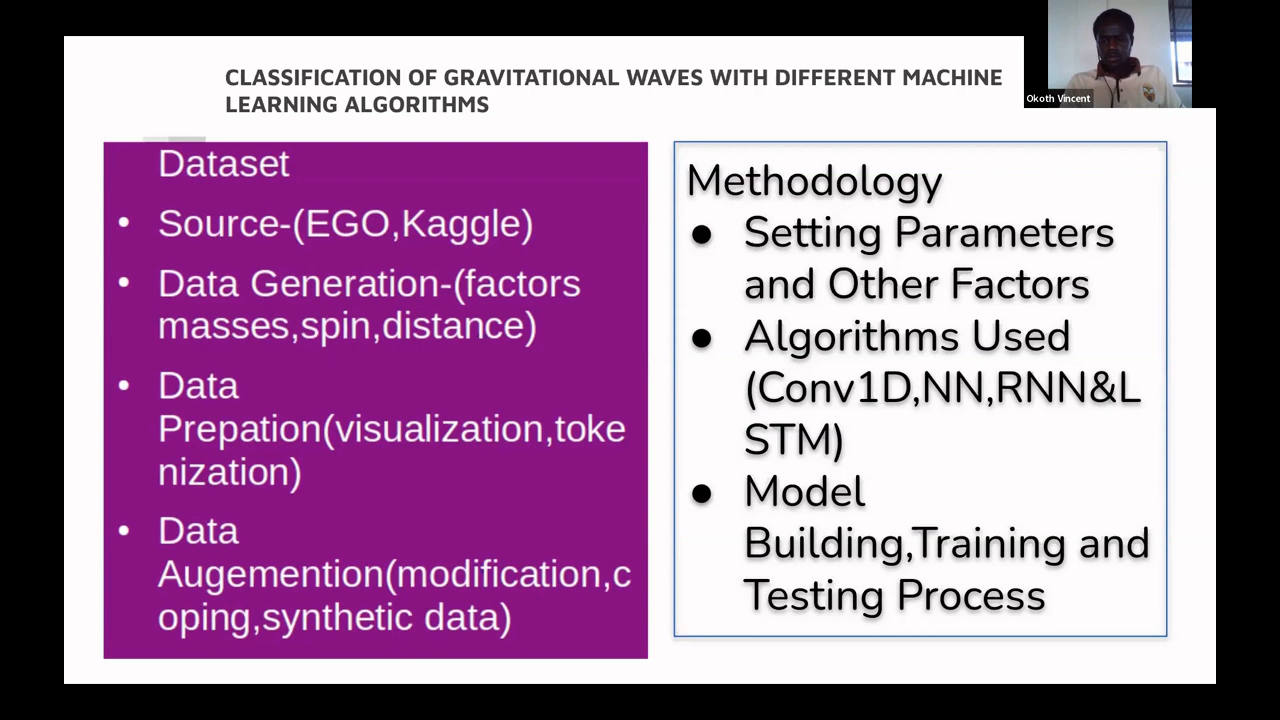 CLASSIFICATION OF GRAVITATIONAL WAVES WITH DIFFERENT MACHINE
LEARNING ALGORITHMS
Okoth Vincent
Dataset
• Source-(EGO,Kaggle)
• Data Generation-(factors
masses,spin,distance)
• Data
Prepation(visualization,toke
nization)
• Data
Augemention(modification,c
oping,synthetic data)
Methodology
● Setting Parameters
and Other Factors
● Algorithms Used
(Conv1D,NN,RNN&L
STM)
● Model
Building,Training and
Testing Process